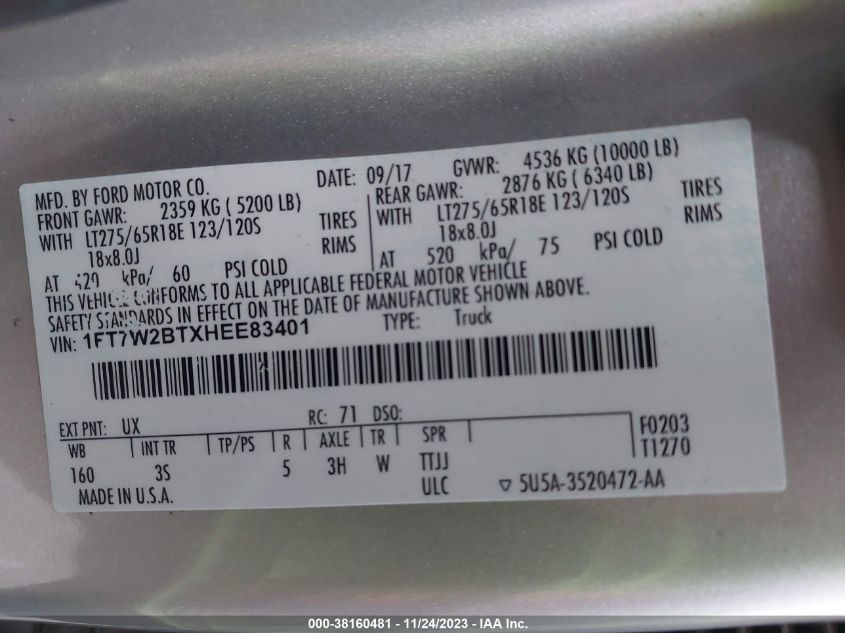 MFD. BY FORD MOTOR CO. DATE: 09/17 GVWR: 4536 KG (10000 LB)
FRONT GAWR: 2359 KG ( 5200 LB) REAR GAWR: 2876 KG ( 6340 LB)
WITH LT275/65R18E 123/120S TIRES WITH LT275/65R18E 123/120S TIRES
18x8.0J RIMS 18x8.0J RIMS
AT 420 kPa/ 60 PSI COLD AT 520 kPa/ 75 PSI COLD
THIS VEHICLE CONFORMS TO ALL APPLICABLE FEDERAL MOTOR VEHICLE
SAFETY STANDARDS IN EFFECT ON THE DATE OF MANUFACTURE SHOWN ABOVE.
VIN: 1FT7W2BTXHEE83401 TYPE: Truck
EXT PNT: UX RC: 71 DSO:
WB INT TR TP/PS R AXLE TR SPR F0203
160 3S 5 3H W TTJJ T1270
MADE IN U.S.A. ULC ▽ 5U5A-3520472-AA
000-38160481 - 11/24/2023 - IAA Inc.